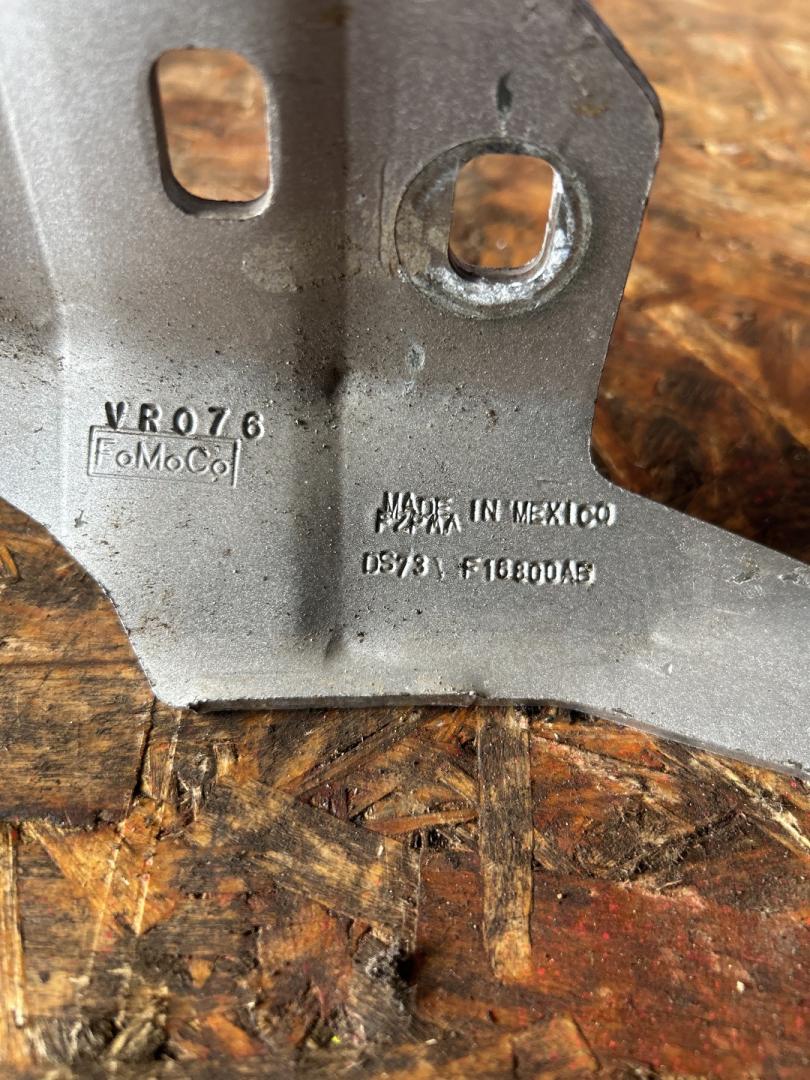 VR076
FoMoCo
MADE IN MEXICO
DS73 F16800AB